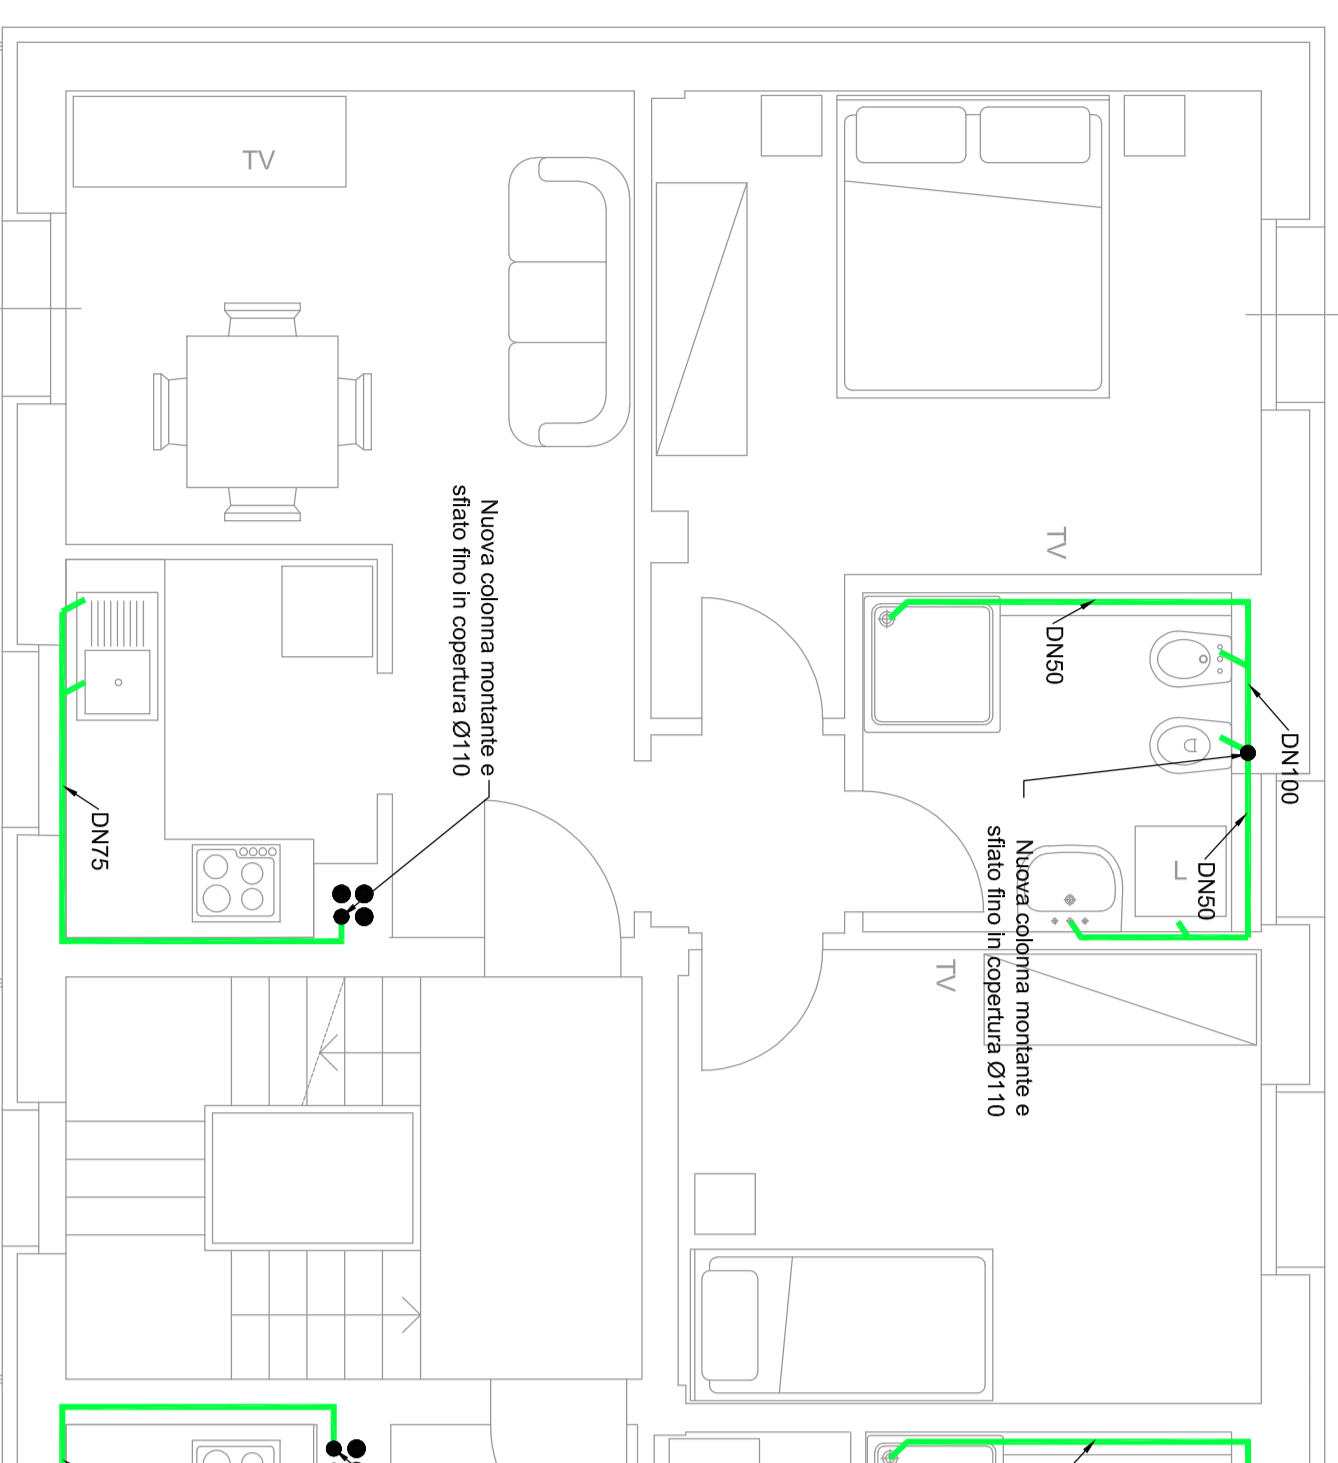 TV
TV
Nuova colonna montante e
sfiato fino in copertura Ø110
DN50
DN100
DN75
DN50
L
Nuova colonna montante e
sfiato fino in copertura Ø110
TV